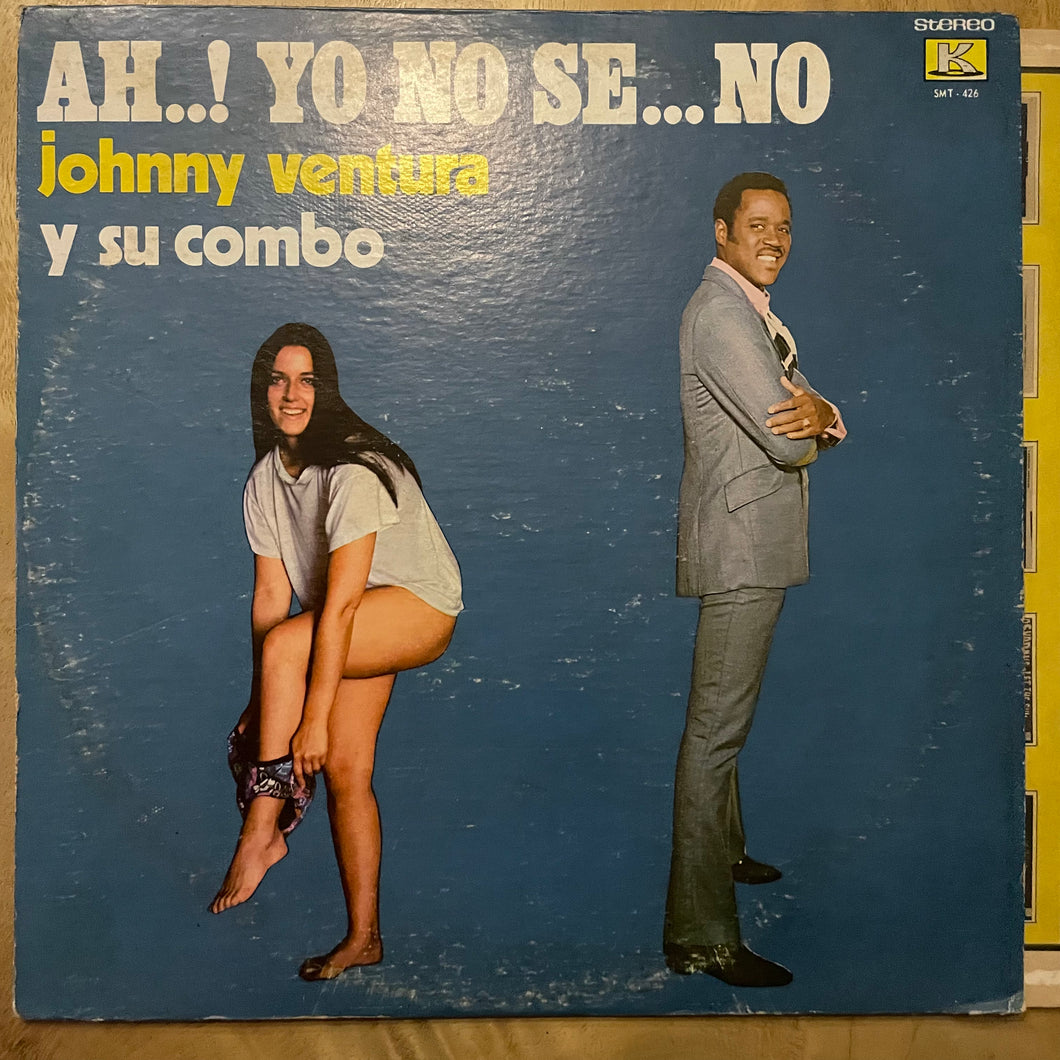 AH..! YO NO SE...NO
johnny ventura
y su combo
STEREO
K
SMT - 426